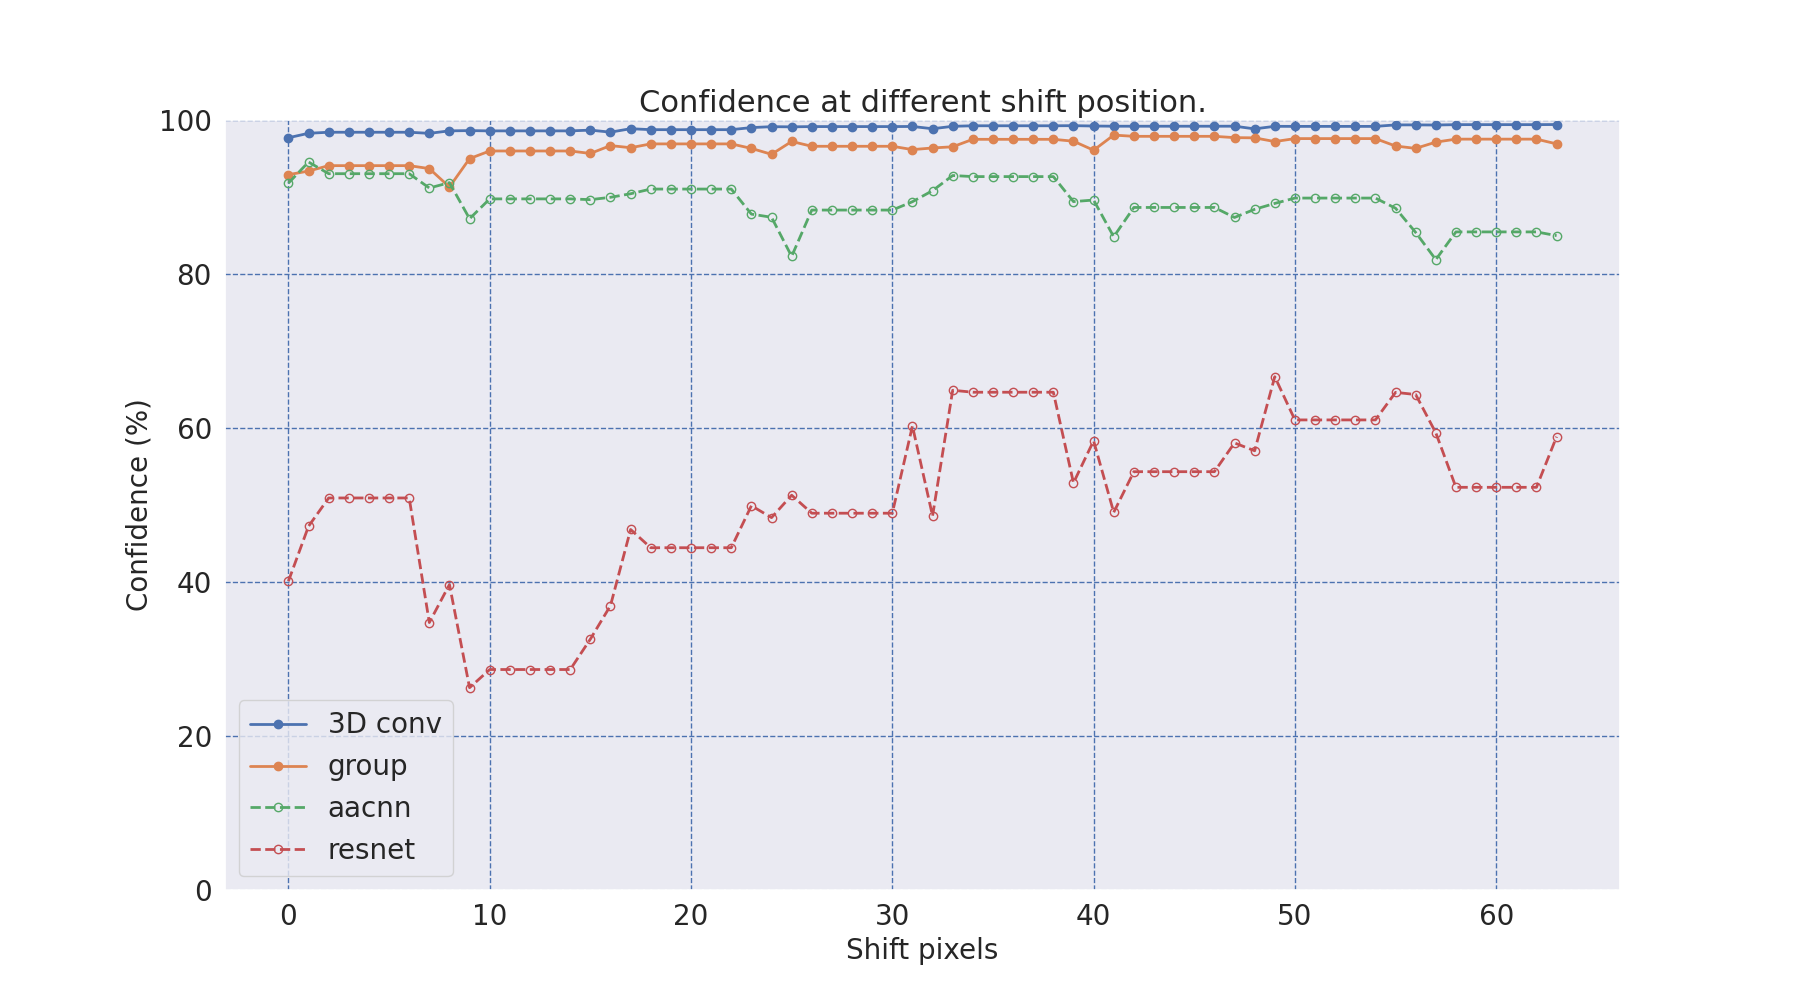 Confidence at different shift position.
100
80
60
40
20
0
Confidence (%)
3D conv
group
aacnn
resnet
0 10 20 30 40 50 60
Shift pixels